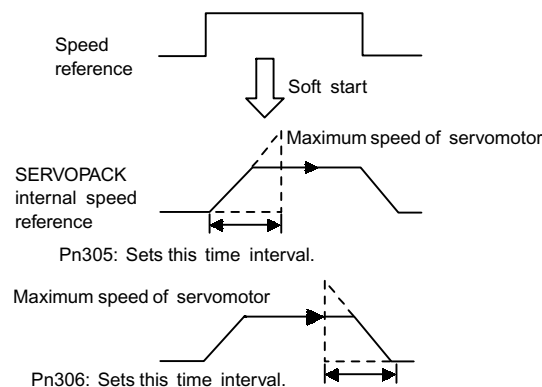 Speed
reference
Soft start
Maximum speed of servomotor
SERVOPACK
internal speed
reference
Pn305: Sets this time interval.
Maximum speed of servomotor
Pn306: Sets this time interval.